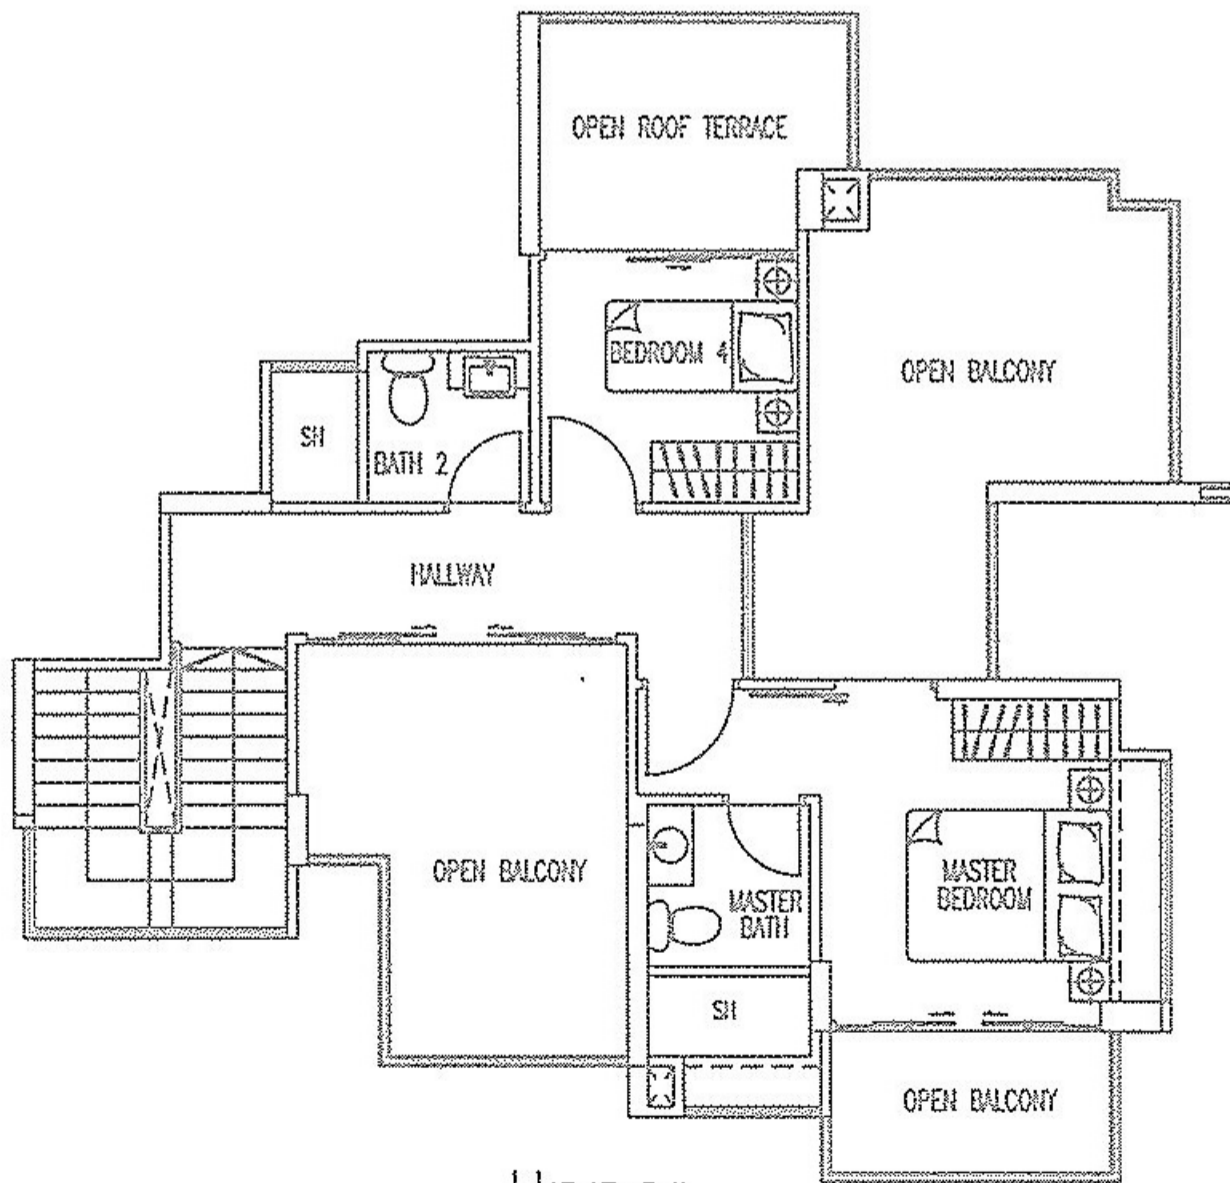 OPEN ROOF TERRACE
BEDROOM 4
OPEN BALCONY
SH
BATH 2
HALLWAY
OPEN BALCONY
MASTER
BATH
MASTER
BEDROOM
SH
OPEN BALCONY